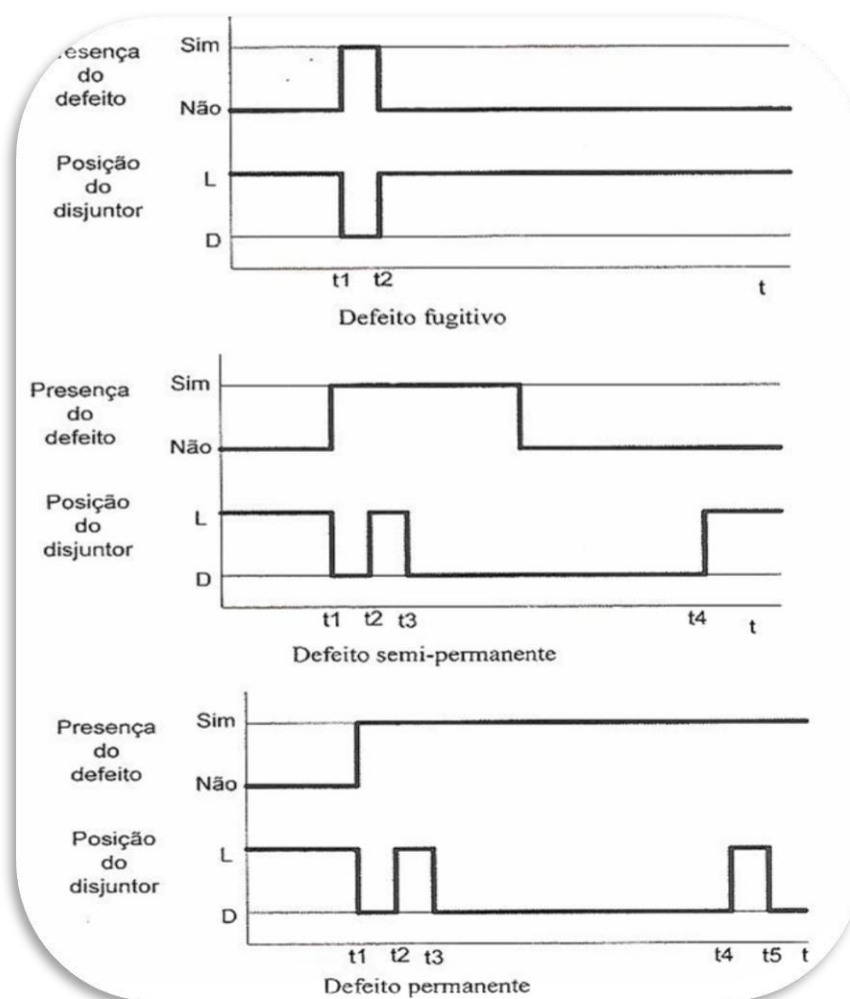 Sim
do
defeito
Não
Posição
do
disjuntor
L
D
t1 t2 t
Defeito fugitivo
Presença
do
defeito
Sim
Não
Posição
do
disjuntor
L
D
t1 t2 t3 t4 t
Defeito semi-permanente
Presença
do
defeito
Sim
Não
Posição
do
disjuntor
L
D
t1 t2 t3 t4 t5 t
Defeito permanente